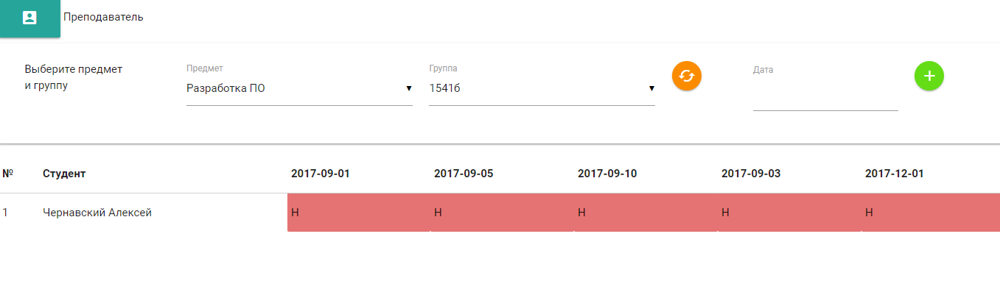 Преподаватель
Выберите предмет
и группу
Предмет
Разработка ПО
Группа
1541б
Дата
№ Студент 2017-09-01 2017-09-05 2017-09-10 2017-09-03 2017-12-01
1 Чернавский Алексей Н Н Н Н Н